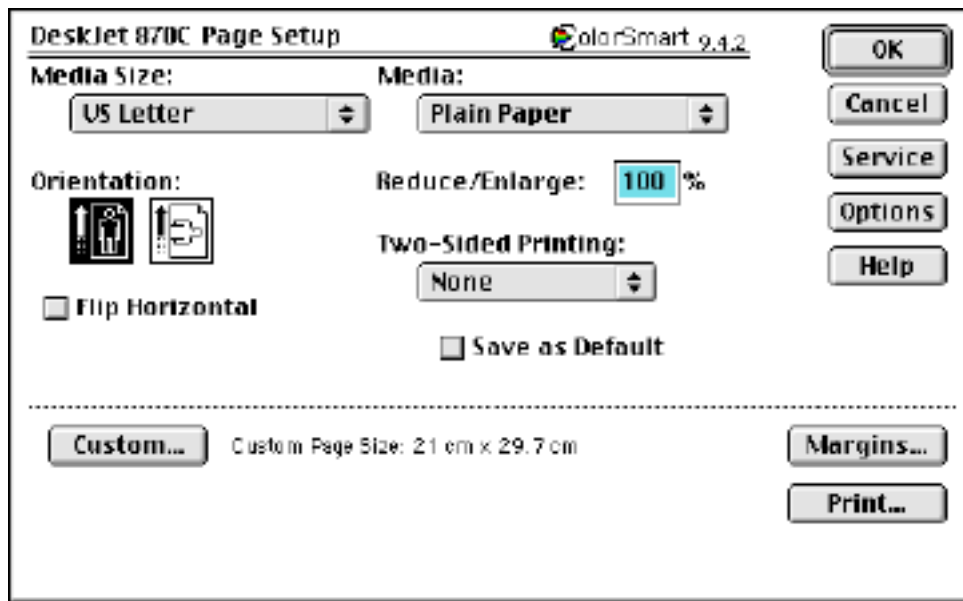 DeskJet 870C Page Setup
ColorSmart 9.4.2
OK
Media Size:
Media:
US Letter
Plain Paper
Cancel
Service
Orientation:
Reduce/Enlarge: 100 %
Options
Two-Sided Printing:
None
Help
Flip Horizontal
Save as Default
Custom...
Custom Page Size: 21 cm x 29.7 cm
Margins...
Print...